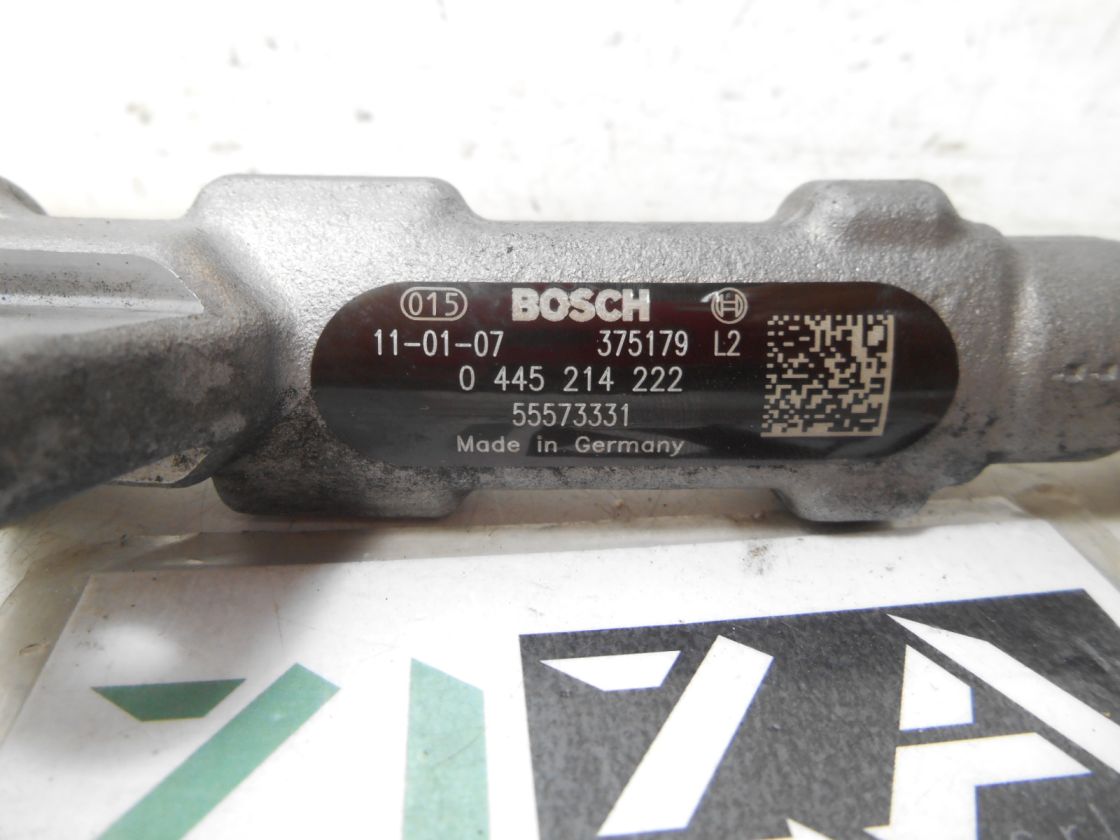 015 BOSCH
11-01-07 375179 L2
0 445 214 222
55573331
Made in Germany